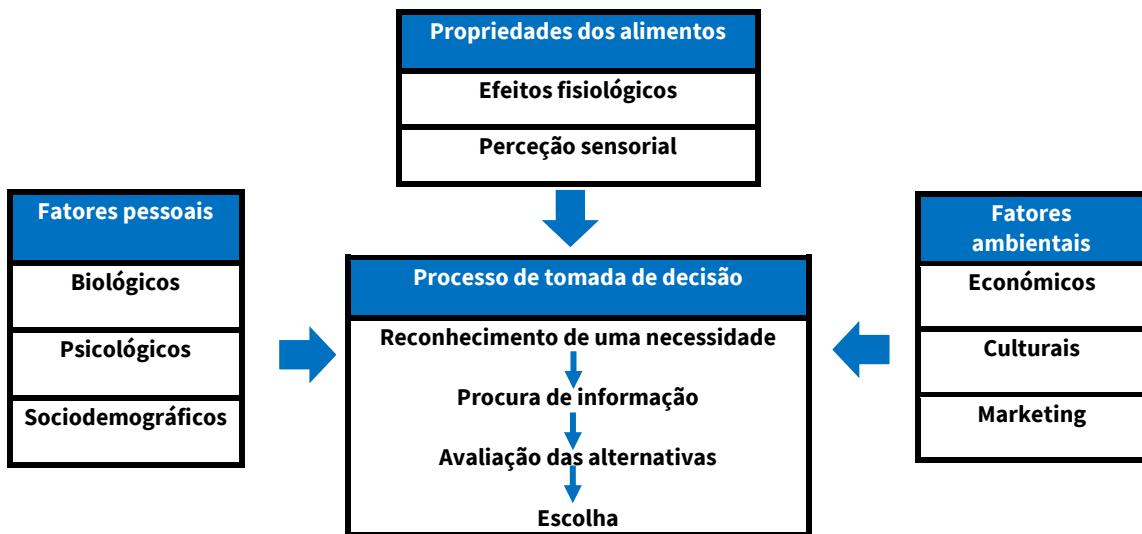 Propriedades dos alimentos
Efeitos fisiológicos
Perceção sensorial
Fatores pessoais
Biológicos
Psicológicos
Sociodemográficos
Processo de tomada de decisão
Reconhecimento de uma necessidade
Procura de informação
Avaliação das alternativas
Escolha
Fatores
ambientais
Económicos
Culturais
Marketing